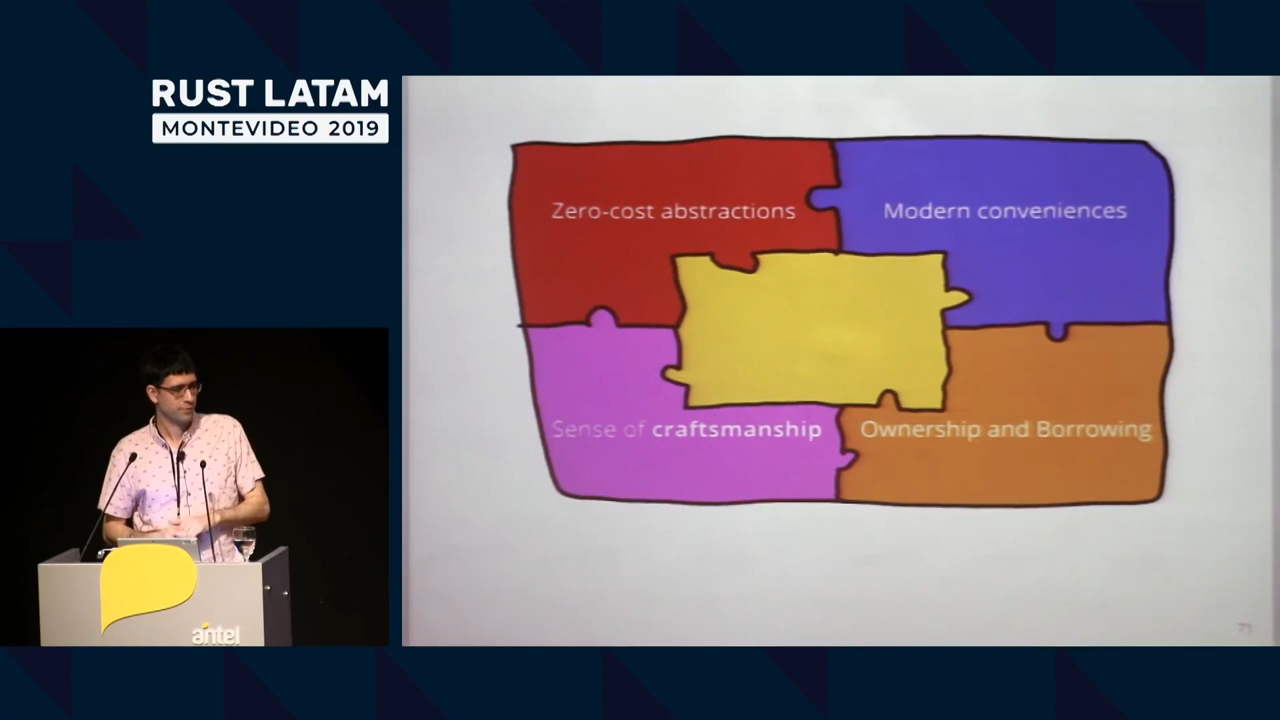 RUST LATAM
MONTEVIDEO 2019
Zero-cost abstractions
Modern conveniences
Sense of craftsmanship
Ownership and Borrowing
antel